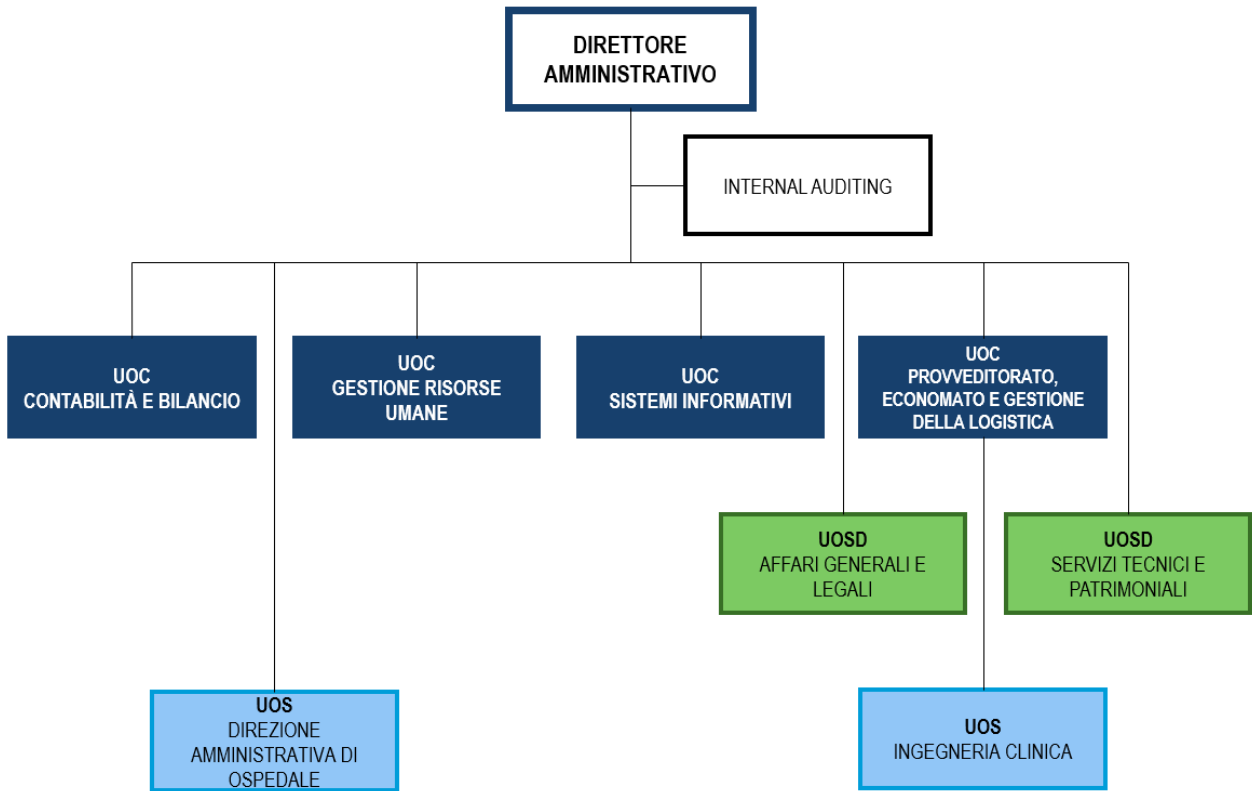 DIRETTORE
AMMINISTRATIVO
INTERNAL AUDITING
UOC
CONTABILITÀ E BILANCIO
UOC
GESTIONE RISORSE
UMANE
UOC
SISTEMI INFORMATIVI
UOC
PROVVEDITORATO,
ECONOMATO E GESTIONE
DELLA LOGISTICA
UOSD
AFFARI GENERALI E
LEGALI
UOSD
SERVIZI TECNICI E
PATRIMONIALI
UOS
DIREZIONE
AMMINISTRATIVA DI
OSPEDALE
UOS
INGEGNERIA CLINICA